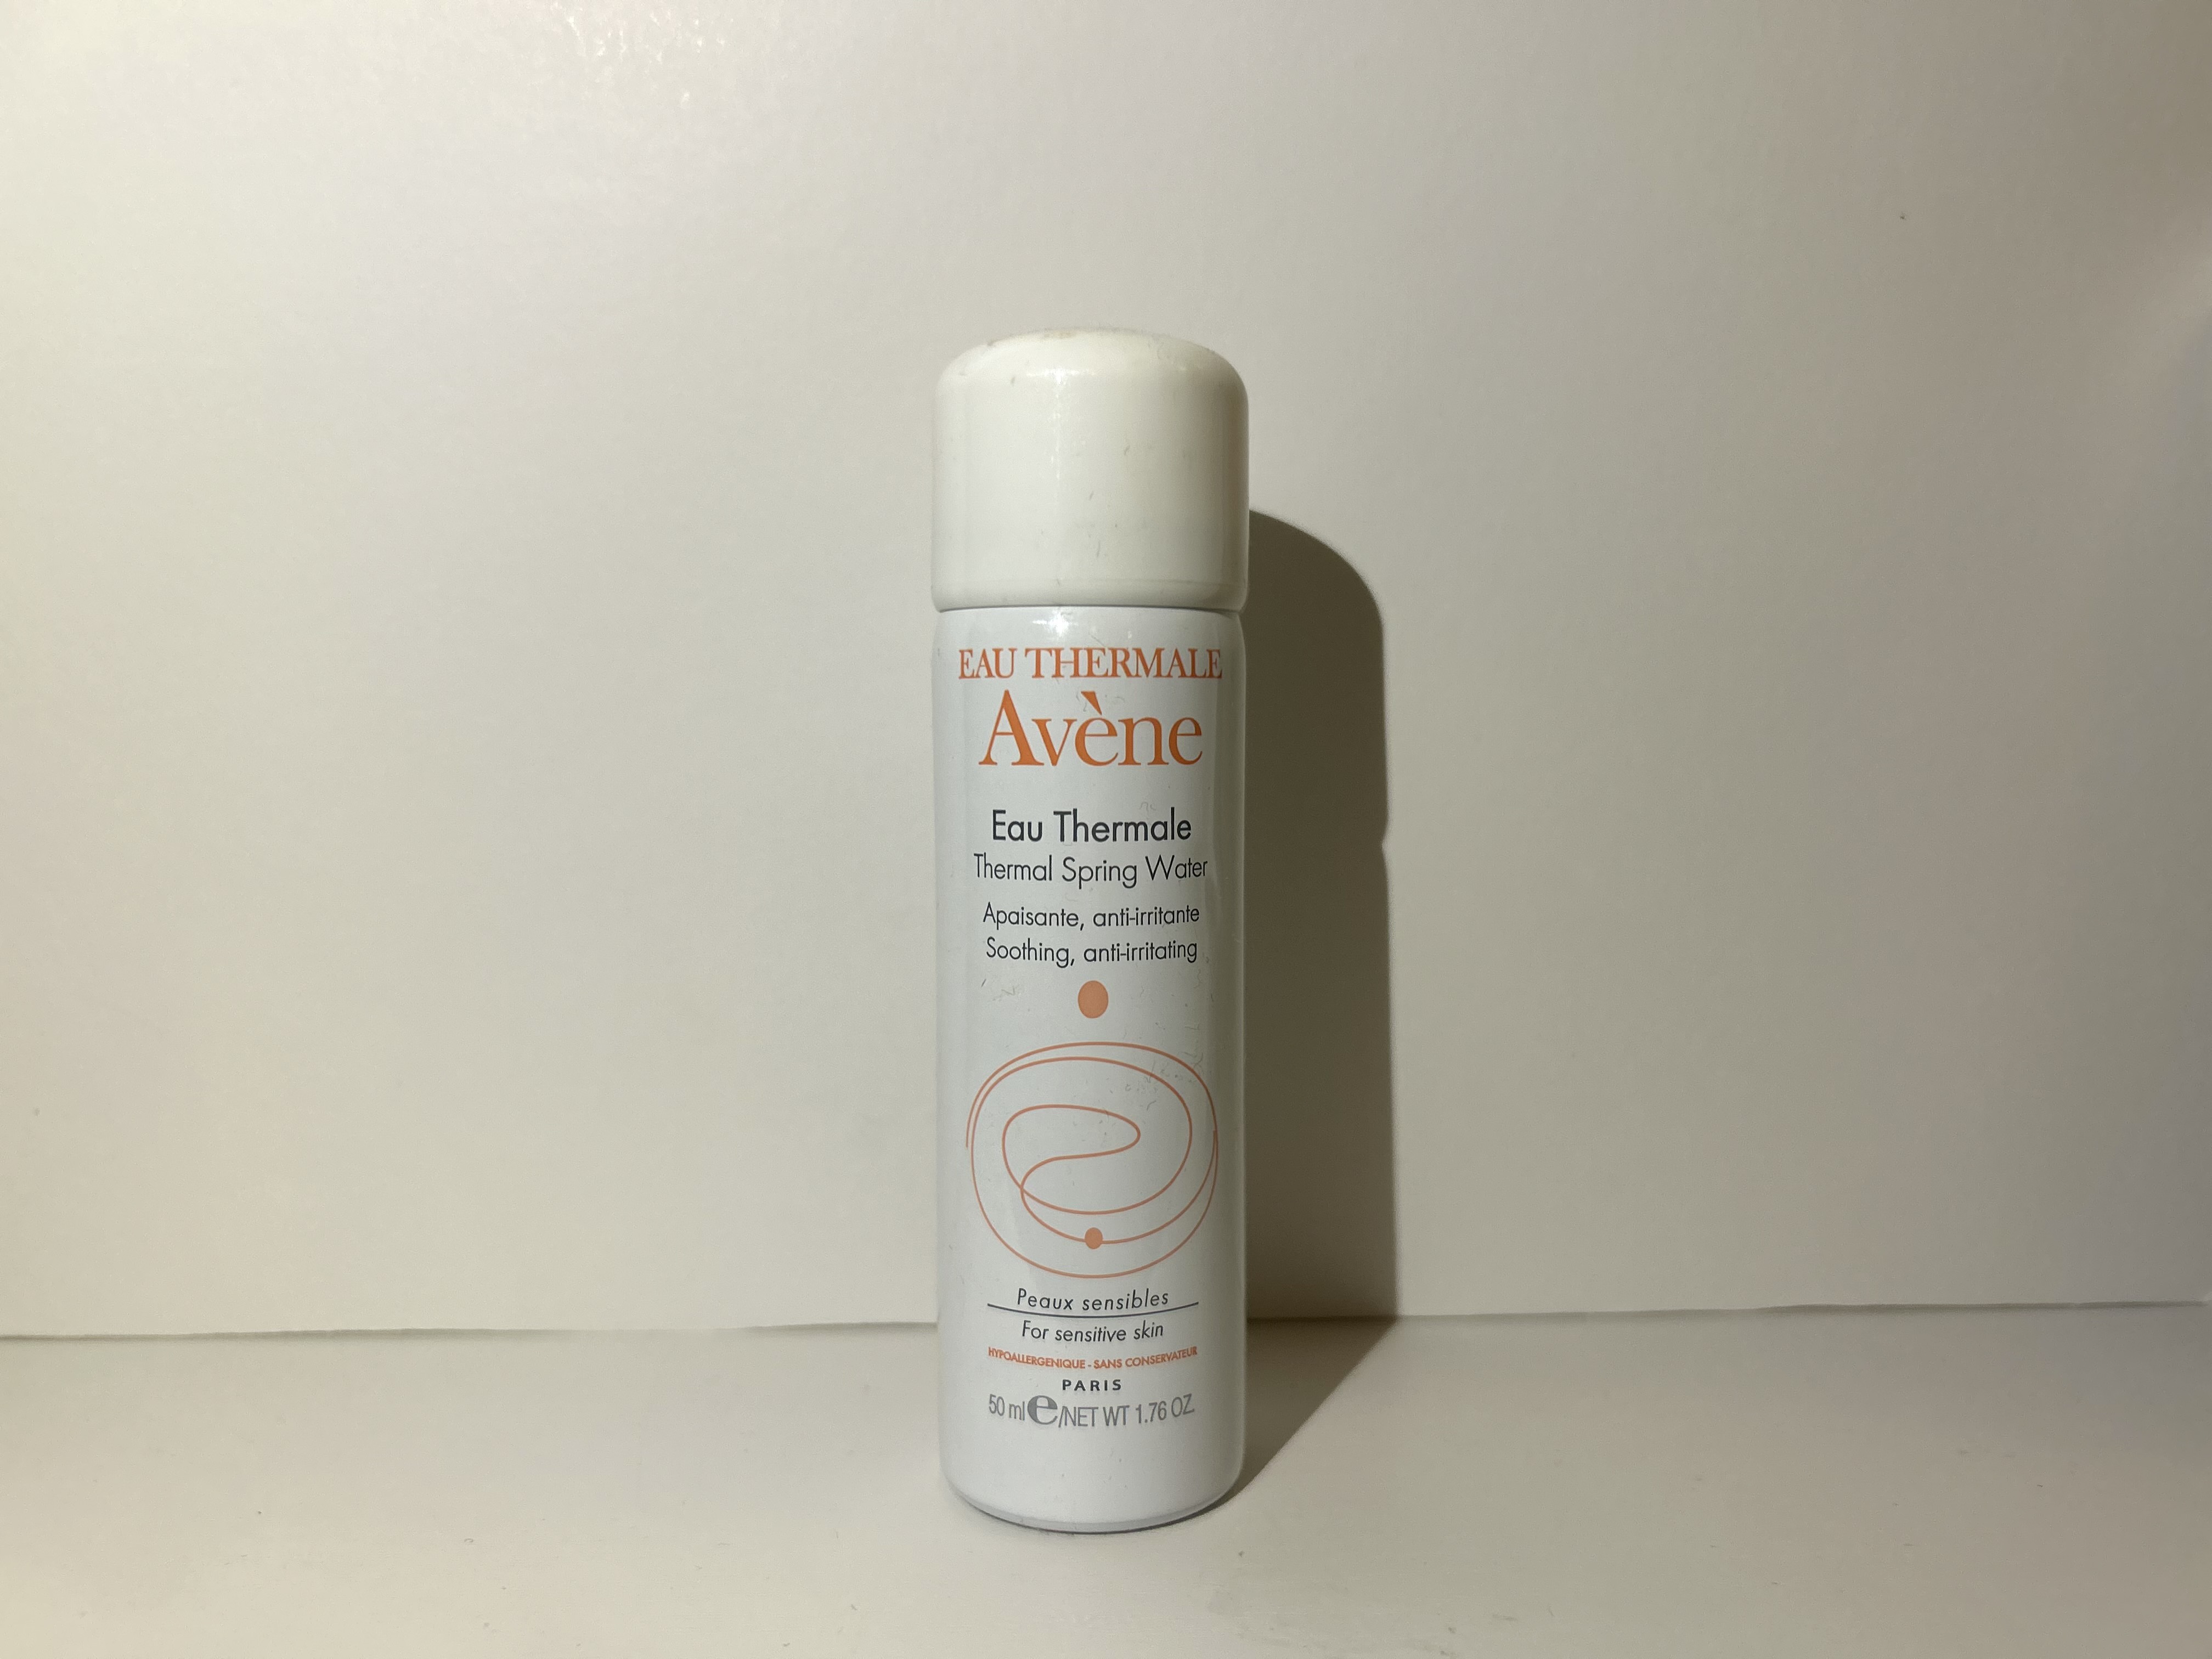 EAU THERMALE
Avène
Eau Thermale
Thermal Spring Water
Apaisante, anti-irritante
Soothing, anti-irritating
Peaux sensibles
For sensitive skin
HYPOALLERGENIQUE - SANS CONSERVATEUR
PARIS
50 ml e/NET WT 1.76 OZ.